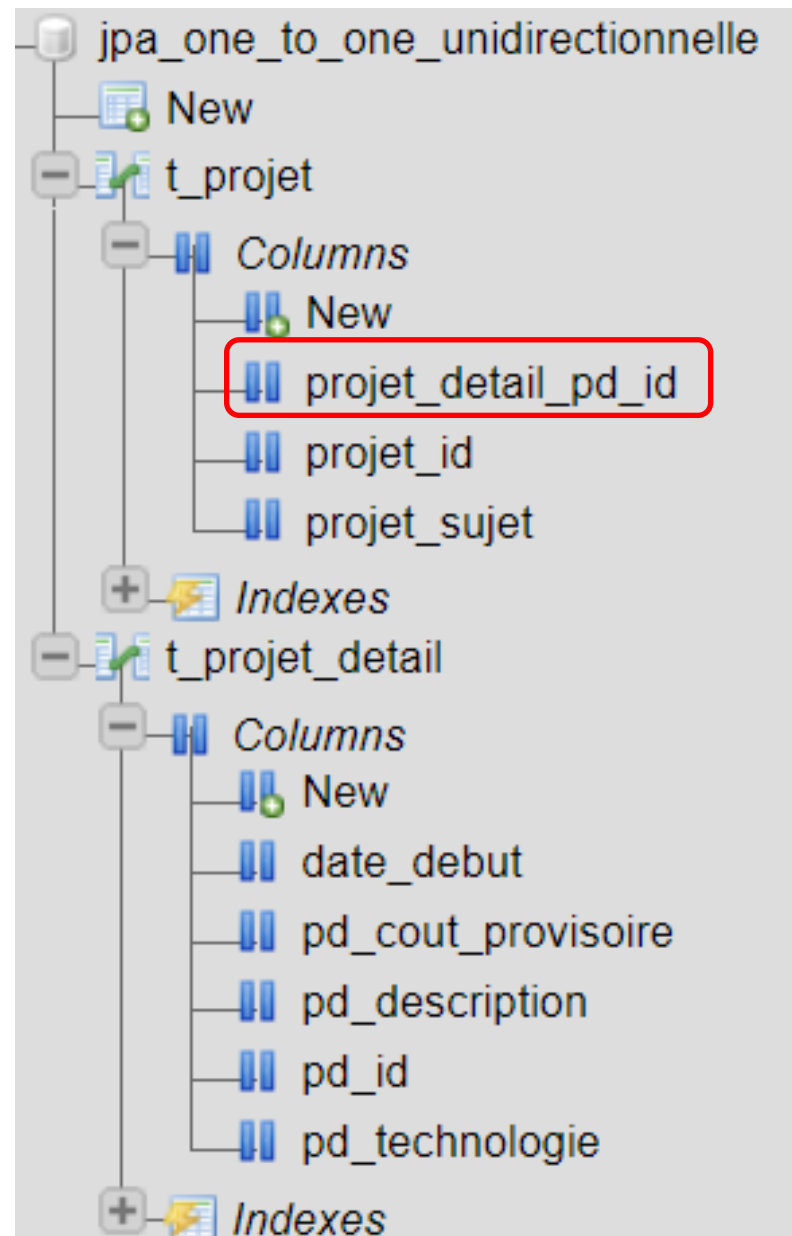 jpa_one_to_one_unidirectionnelle
New
t_projet
Columns
New
projet_detail_pd_id
projet_id
projet_sujet
Indexes
t_projet_detail
Columns
New
date_debut
pd_cout_provisoire
pd_description
pd_id
pd_technologie
Indexes